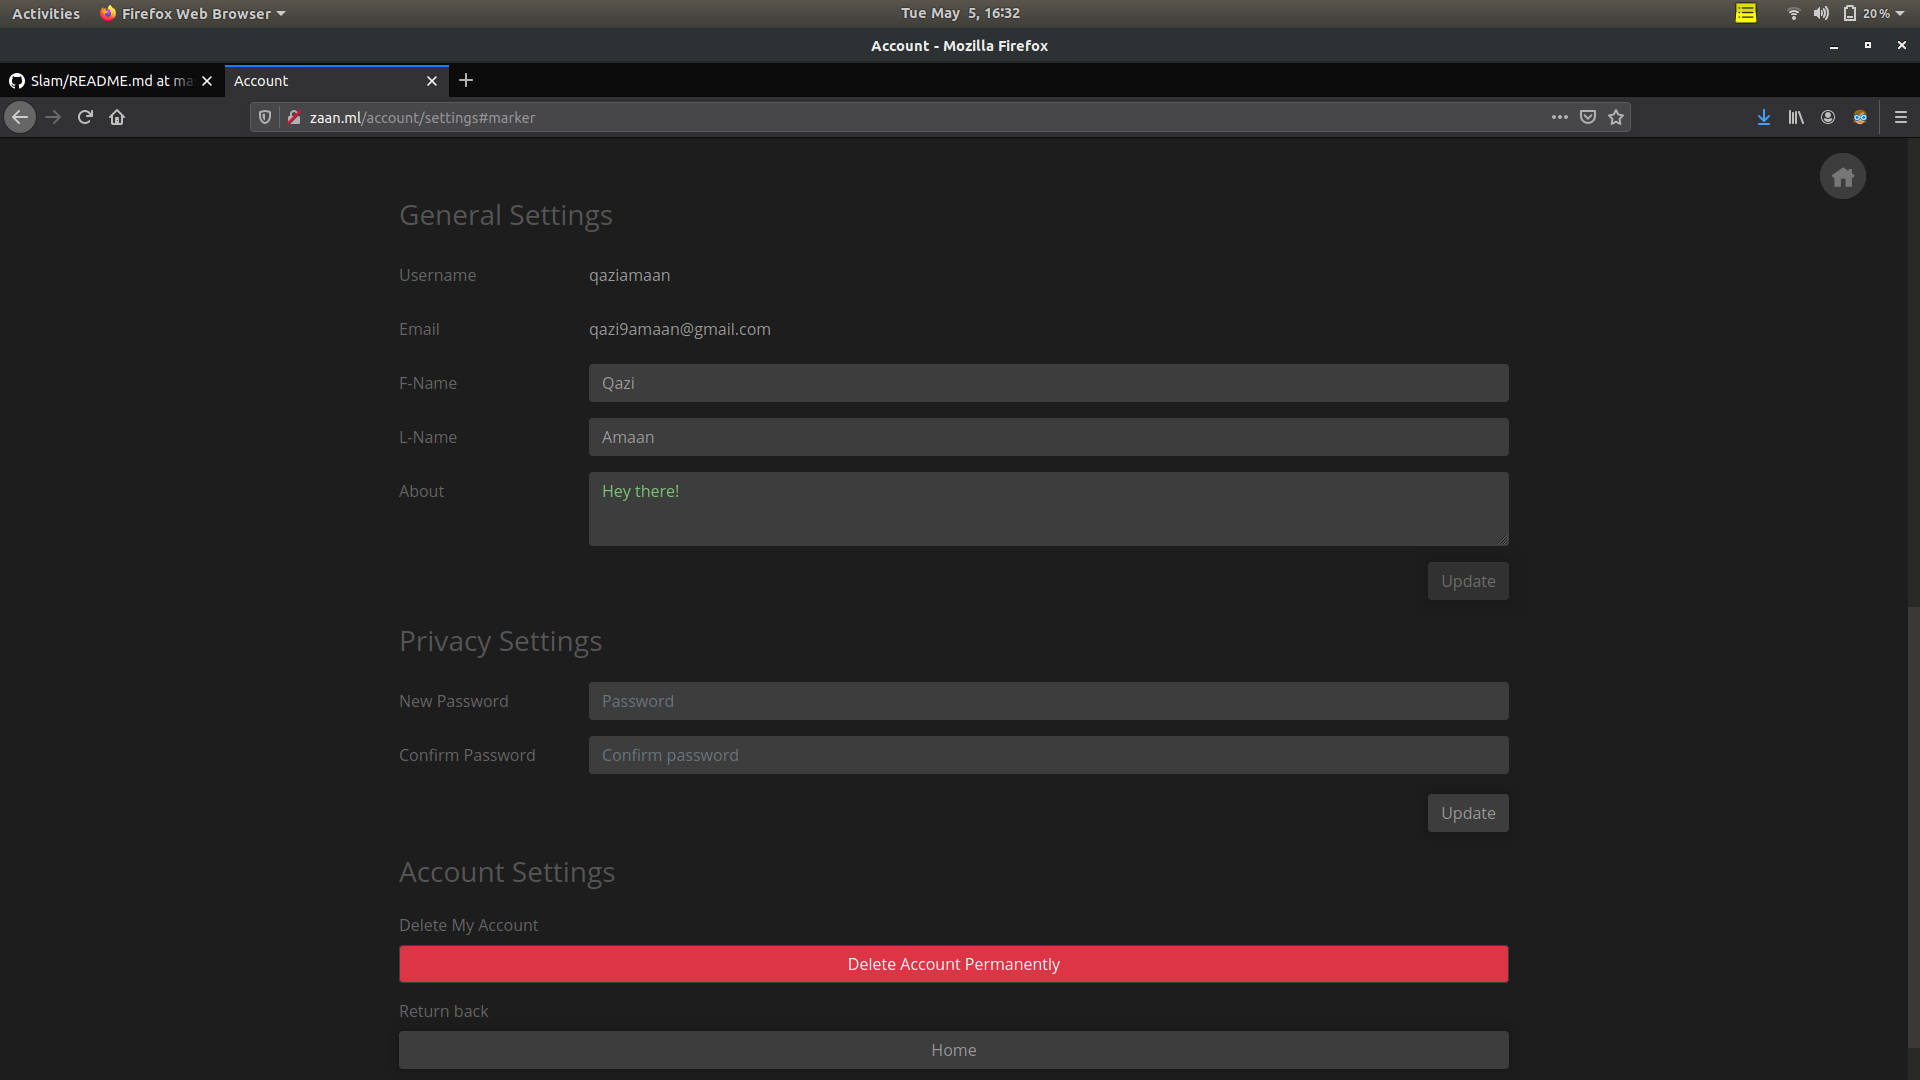 Activities Firefox Web Browser Tue May 5, 16:32 20 %
Account - Mozilla Firefox
Slam/README.md at ma Account
zaan.ml/account/settings#marker
General Settings
Username qaziamaan
Email qazi9amaan@gmail.com
F-Name Qazi
L-Name Amaan
About Hey there!
Update
Privacy Settings
New Password Password
Confirm Password Confirm password
Update
Account Settings
Delete My Account
Delete Account Permanently
Return back
Home